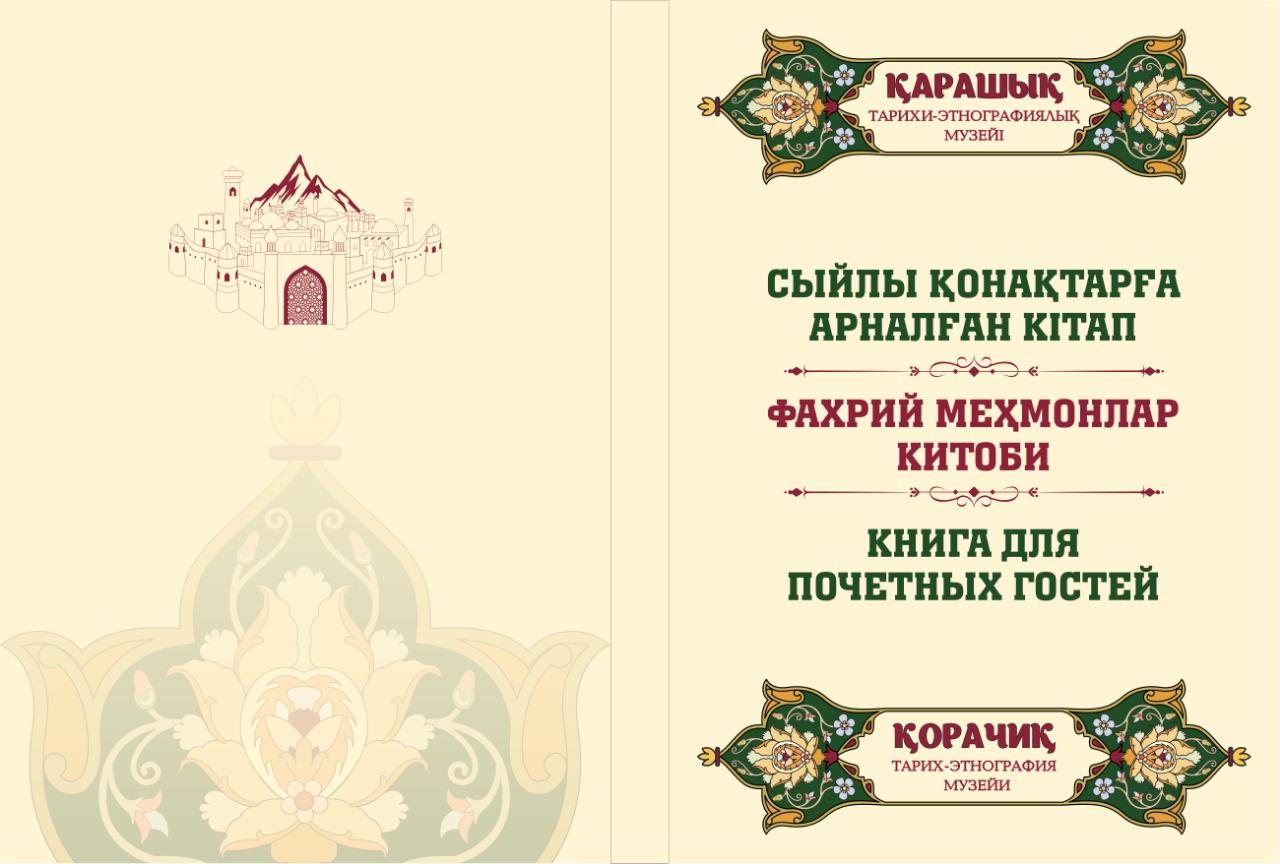 ҚАРАШЫҚ
ТАРИХИ-ЭТНОГРАФИЯЛЫҚ
МУЗЕЙІ
СЫЙЛЫ ҚОНАҚТАРҒА
АРНАЛҒАН КІТАП
ФАХРИЙ МЕҲМОНЛАР
КИТОБИ
КНИГА ДЛЯ
ПОЧЕТНЫХ ГОСТЕЙ
ҚОРАЧИҚ
ТАРИХ-ЭТНОГРАФИЯ
МУЗЕЙИ